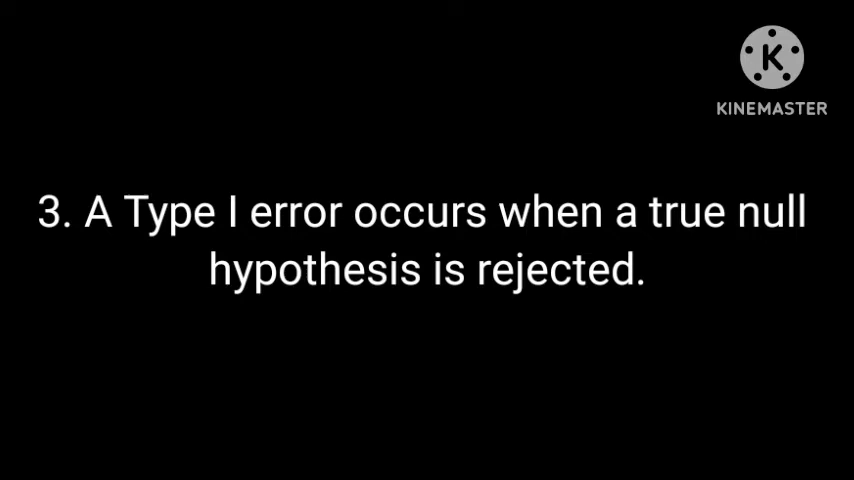 KINEMASTER
3. A Type I error occurs when a true null
hypothesis is rejected.